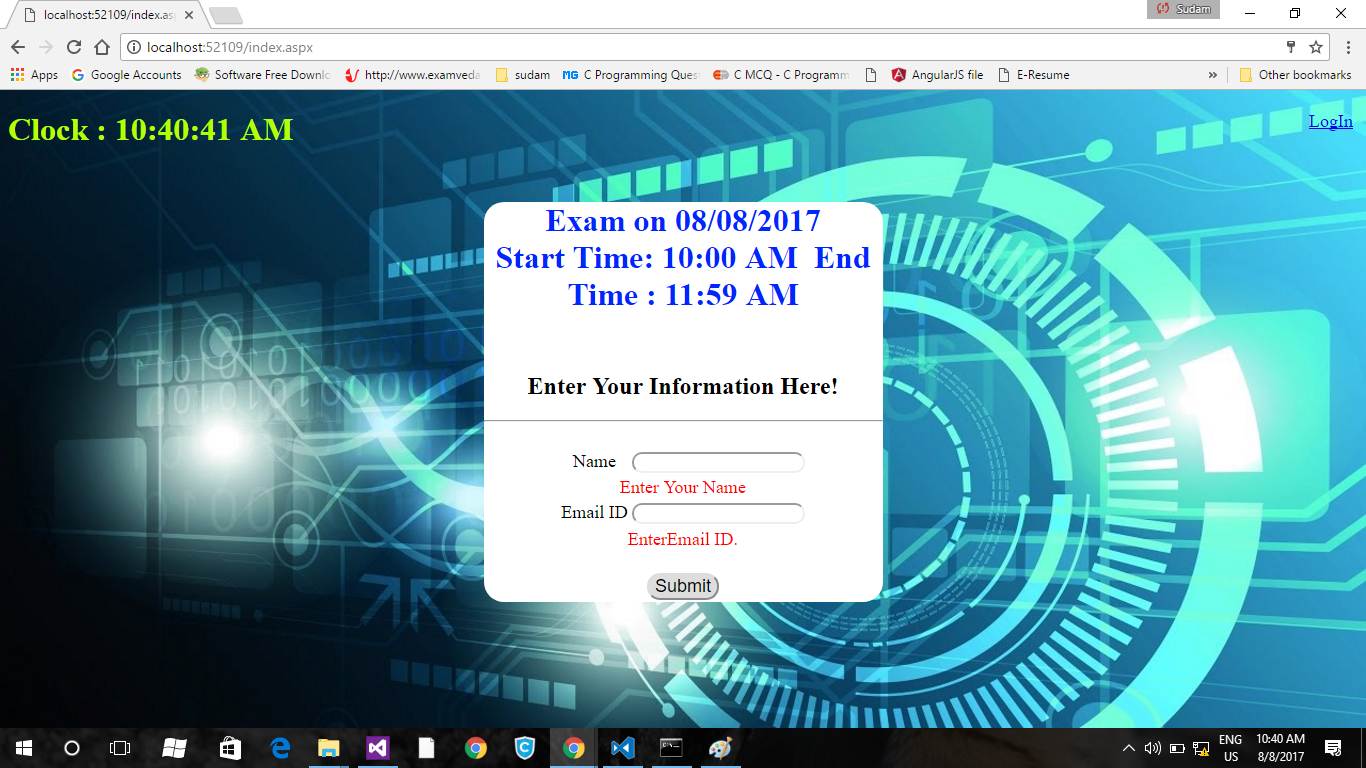 localhost:52109/index.as
Sudam
localhost:52109/index.aspx
Apps
Google Accounts
Software Free Downlo
http://www.examveda
sudam
C Programming Ques
C MCQ - C Programm
AngularJS file
E-Resume
»
Other bookmarks
Clock : 10:40:41 AM
LogIn
Exam on 08/08/2017
Start Time: 10:00 AM End
Time : 11:59 AM
Enter Your Information Here!
Name
Enter Your Name
Email ID
EnterEmail ID.
Submit
ENG
US
10:40 AM
8/8/2017